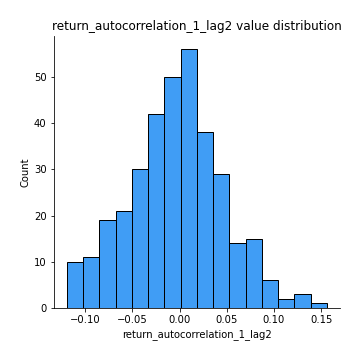 return_autocorrelation_1_lag2 value distribution
50
40
30
20
10
0
Count
−0.10 −0.05 0.00 0.05 0.10 0.15
return_autocorrelation_1_lag2